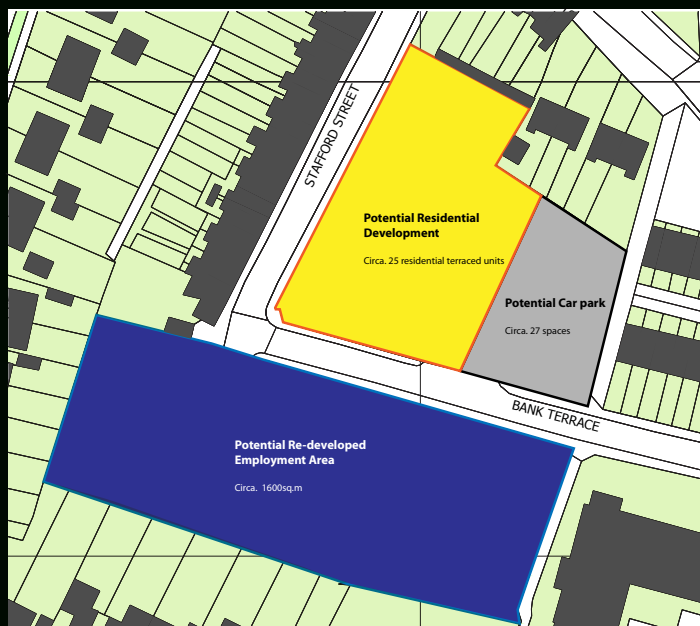 STAFFORD STREET
Potential Residential
Development
Circa. 25 residential terraced units
Potential Car park
Circa. 27 spaces
BANK TERRACE
Potential Re-developed
Employment Area
Circa. 1600sq.m